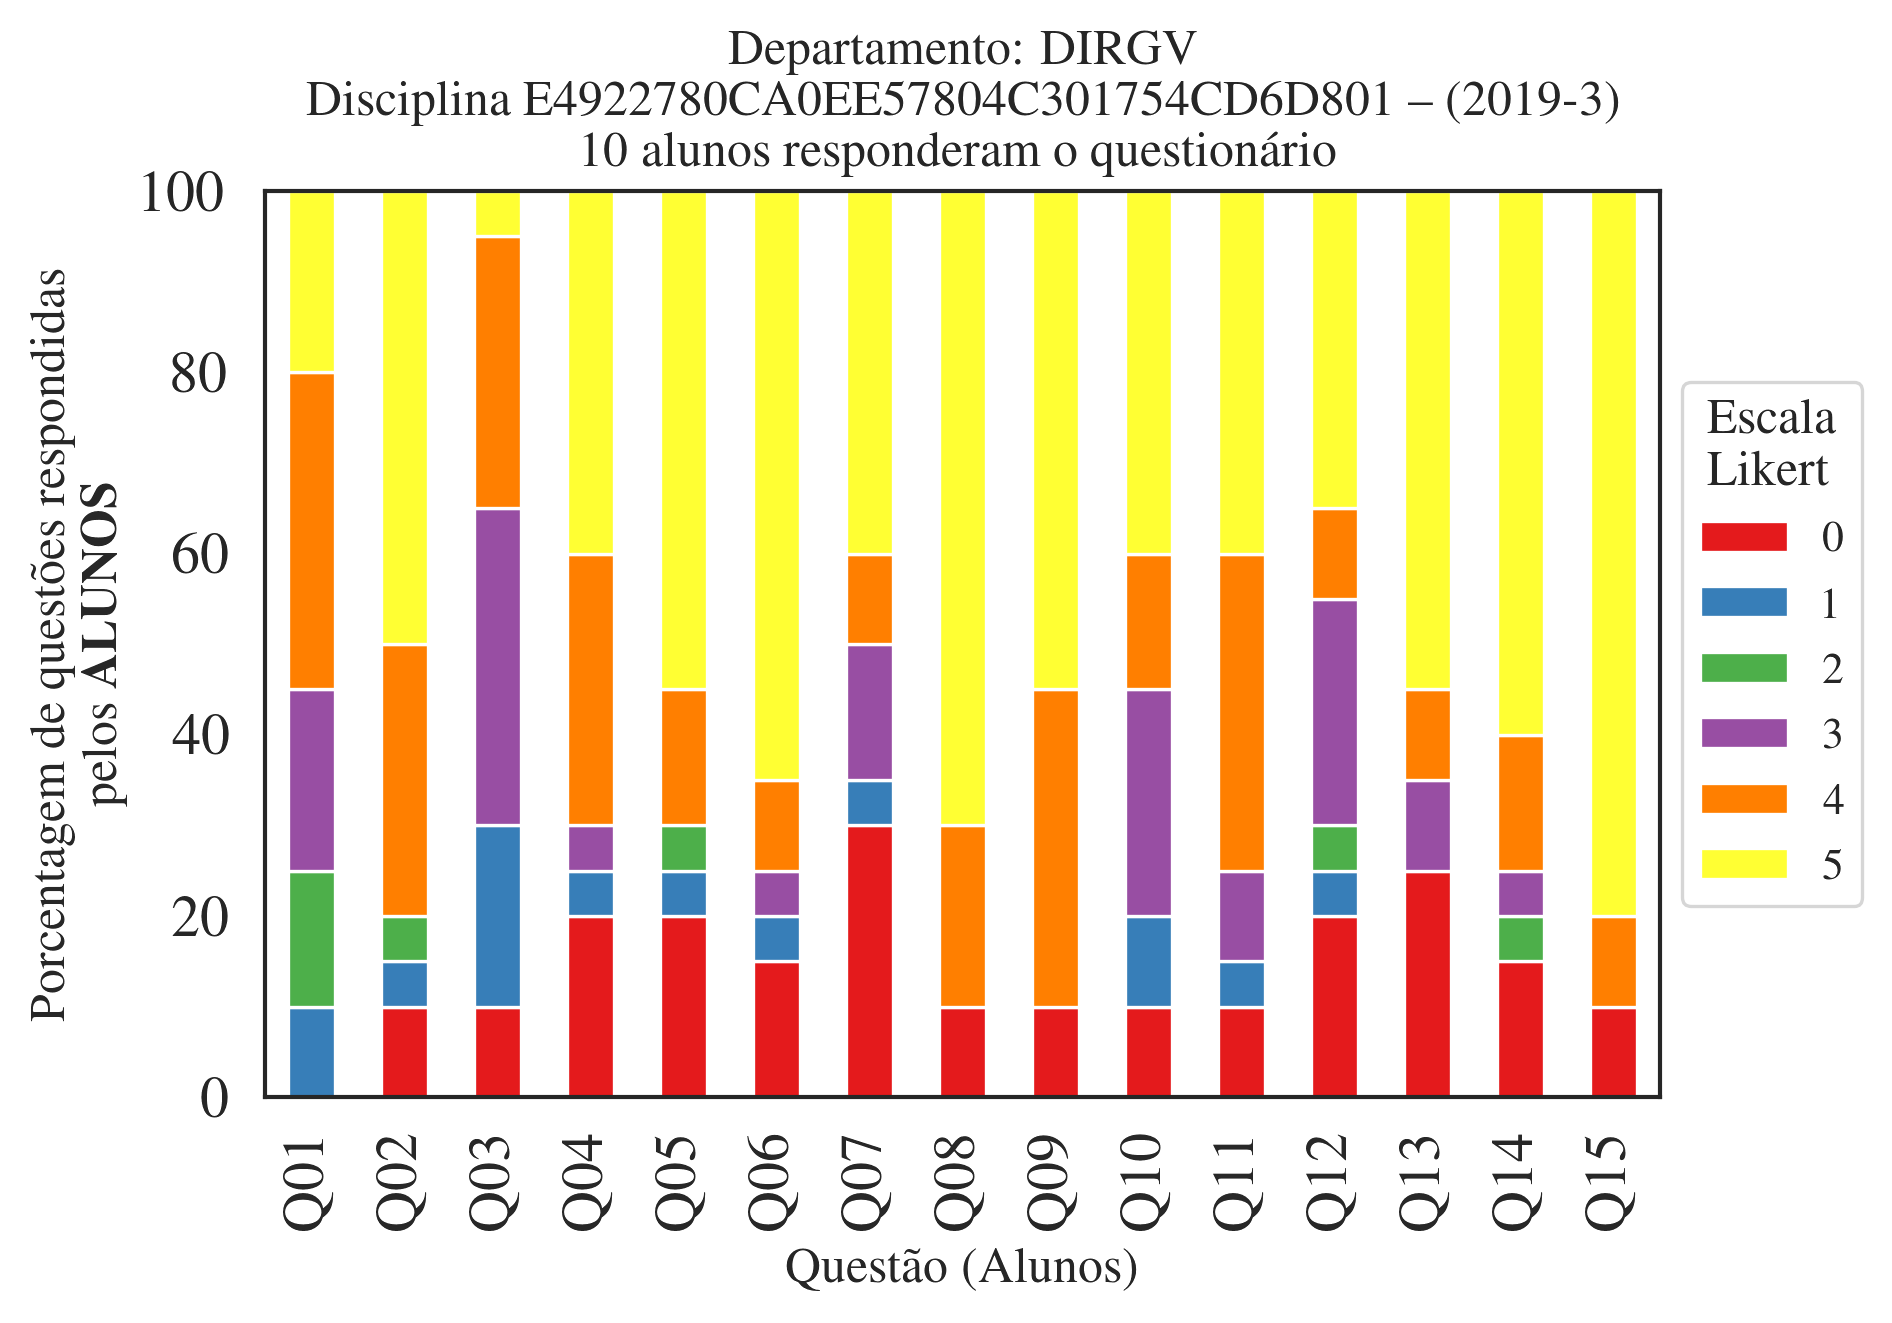 Departamento: DIRGV
Disciplina E4922780CA0EE57804C301754CD6D801 – (2019-3)
10 alunos responderam o questionário
Porcentagem de questões respondidas
pelos ALUNOS
100
80
60
40
20
0
Q01
Q02
Q03
Q04
Q05
Q06
Q07
Q08
Q09
Q10
Q11
Q12
Q13
Q14
Q15
Questão (Alunos)
Escala
Likert
0
1
2
3
4
5